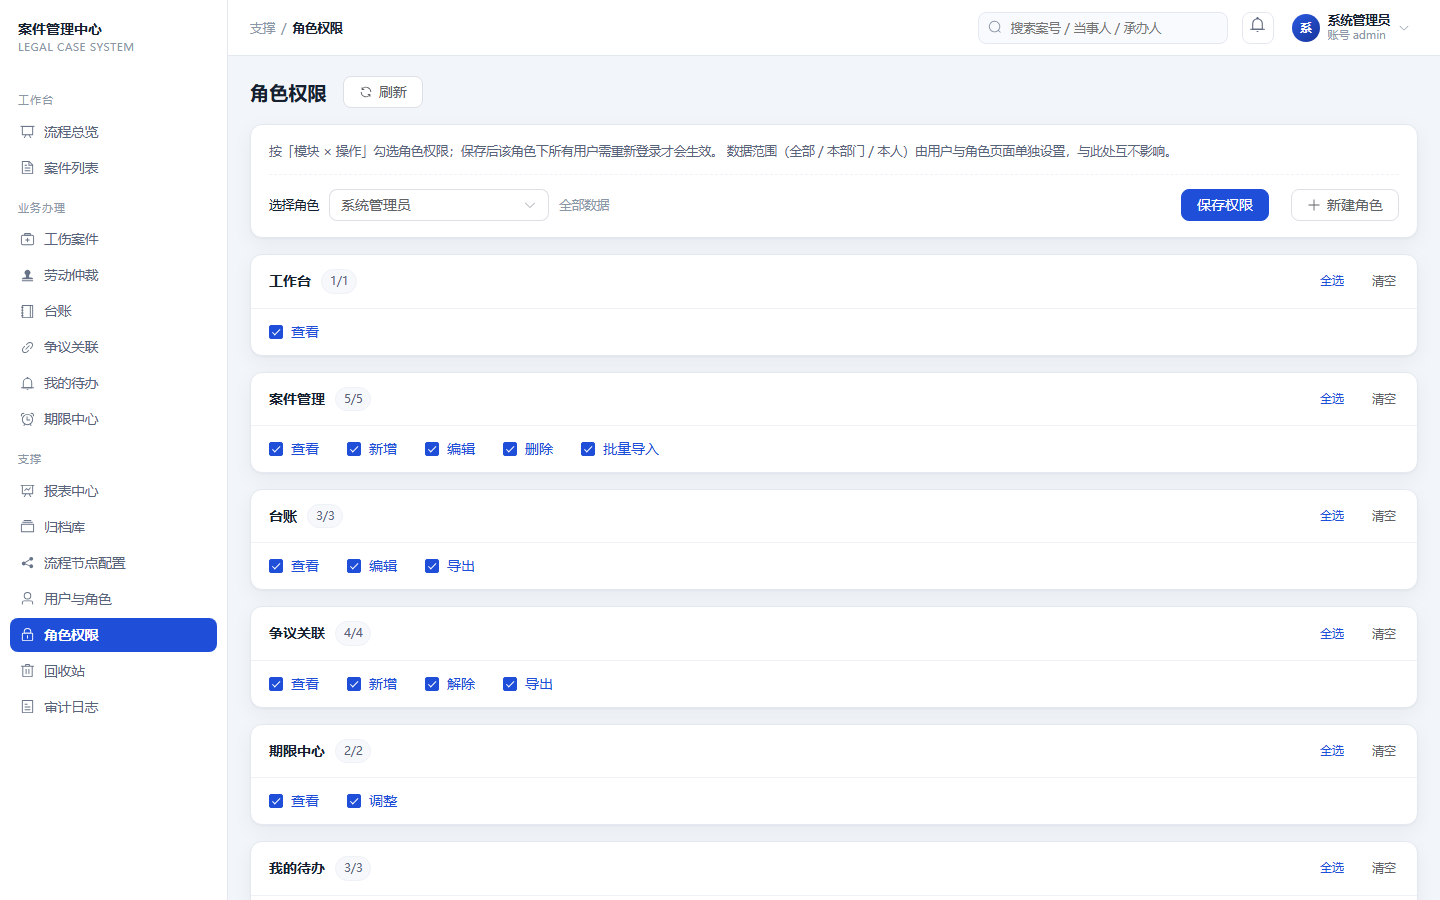 案件管理中心
LEGAL CASE SYSTEM
工作台
流程总览
案件列表
业务办理
工伤案件
劳动仲裁
台账
争议关联
我的待办
期限中心
支撑
报表中心
归档库
流程节点配置
用户与角色
角色权限
回收站
审计日志
支撑 / 角色权限
搜索案号 / 当事人 / 承办人
系
系统管理员
账号 admin
角色权限
刷新
按「模块 × 操作」勾选角色权限；保存后该角色下所有用户需重新登录才会生效。 数据范围（全部 / 本部门 / 本人）由用户与角色页面单独设置，与此处互不影响。
选择角色 系统管理员 全部数据 保存权限 新建角色
工作台 1/1 全选 清空
查看
案件管理 5/5 全选 清空
查看 新增 编辑 删除 批量导入
台账 3/3 全选 清空
查看 编辑 导出
争议关联 4/4 全选 清空
查看 新增 解除 导出
期限中心 2/2 全选 清空
查看 调整
我的待办 3/3 全选 清空